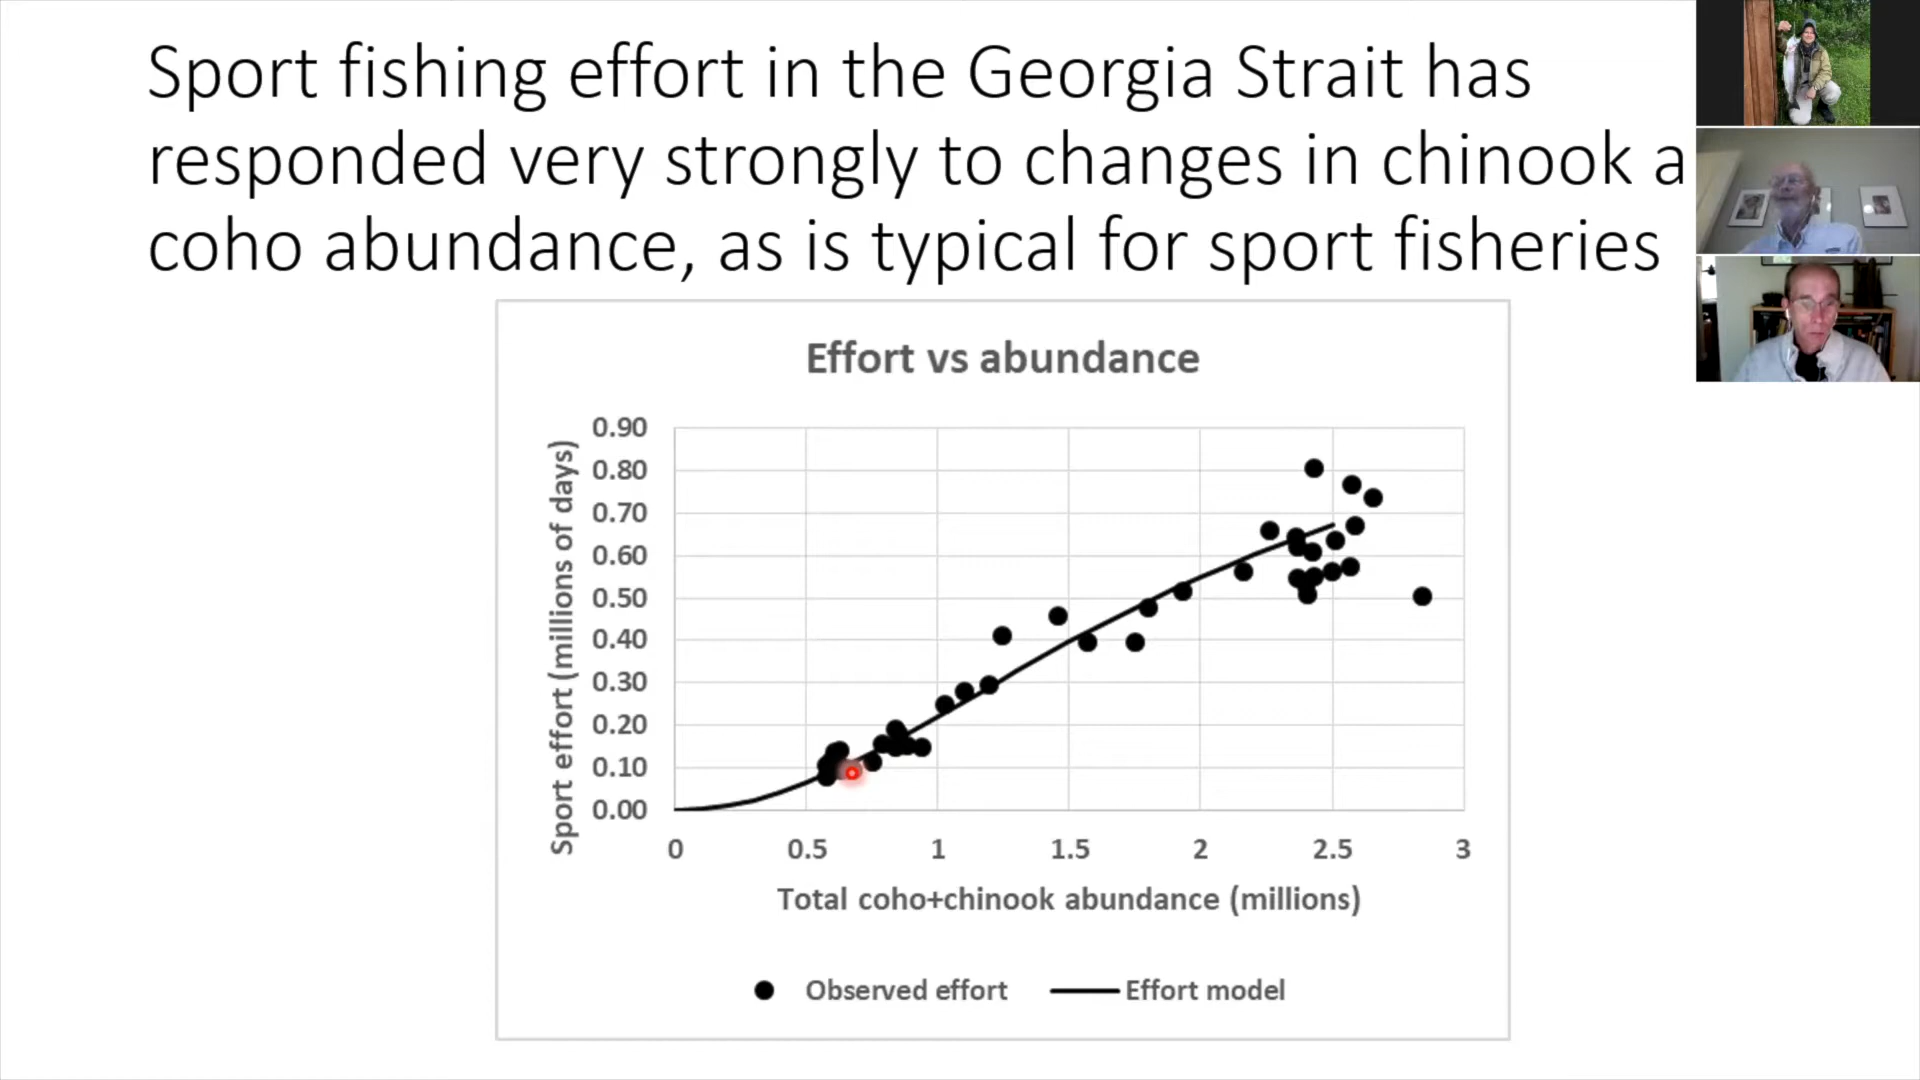 Sport fishing effort in the Georgia Strait has
responded very strongly to changes in chinook a
coho abundance, as is typical for sport fisheries
Effort vs abundance
Sport effort (millions of days)
0.90
0.80
0.70
0.60
0.50
0.40
0.30
0.20
0.10
0.00
0 0.5 1 1.5 2 2.5 3
Total coho+chinook abundance (millions)
Observed effort Effort model